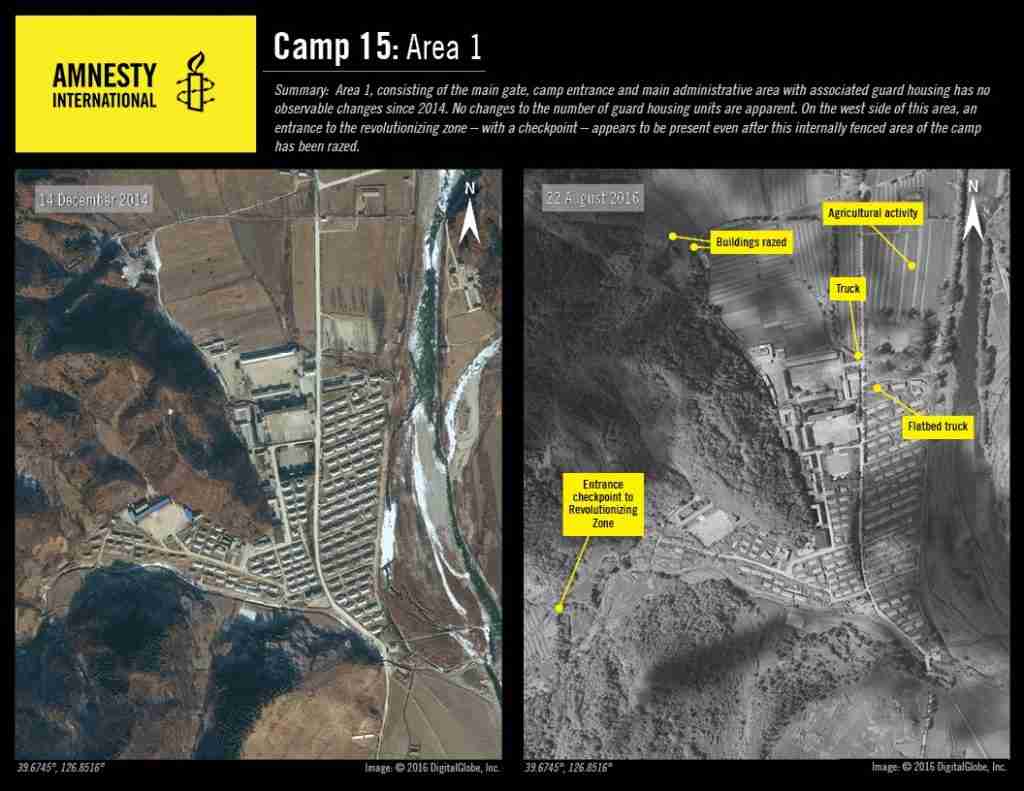 AMNESTY
INTERNATIONAL
Camp 15: Area 1
Summary: Area 1, consisting of the main gate, camp entrance and main administrative area with associated guard housing has no
observable changes since 2014. No changes to the number of guard housing units are apparent. On the west side of this area, an
entrance to the revolutionizing zone – with a checkpoint – appears to be present even after this internally fenced area of the camp
has been razed.
14 December 2014
N
22 August 2016
N
Agricultural activity
Buildings razed
Truck
Flatbed truck
Entrance
checkpoint to
Revolutionizing
Zone
39.6745°, 126.8516°
Image: © 2016 DigitalGlobe, Inc.
39.6745°, 126.8516°
Image: © 2016 DigitalGlobe, Inc.